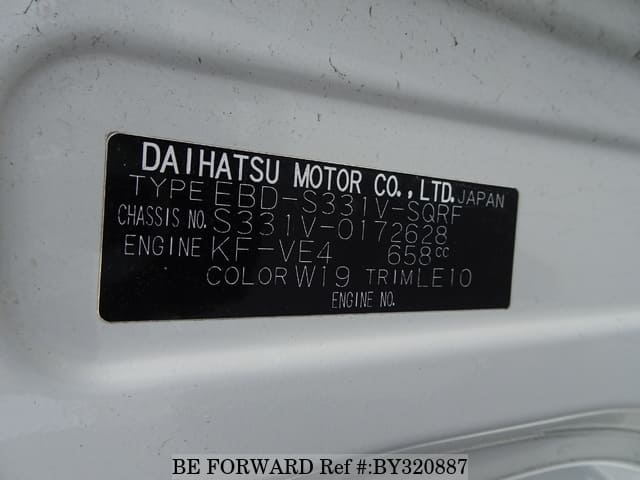 DAIHATSU MOTOR CO.,LTD. JAPAN
TYPE EBD-S331V-SQRF
CHASSIS NO. S331V-0172628
ENGINE KF-VE4 658cc
COLOR W19 TRIM LE10
ENGINE NO.
BE FORWARD Ref #:BY320887